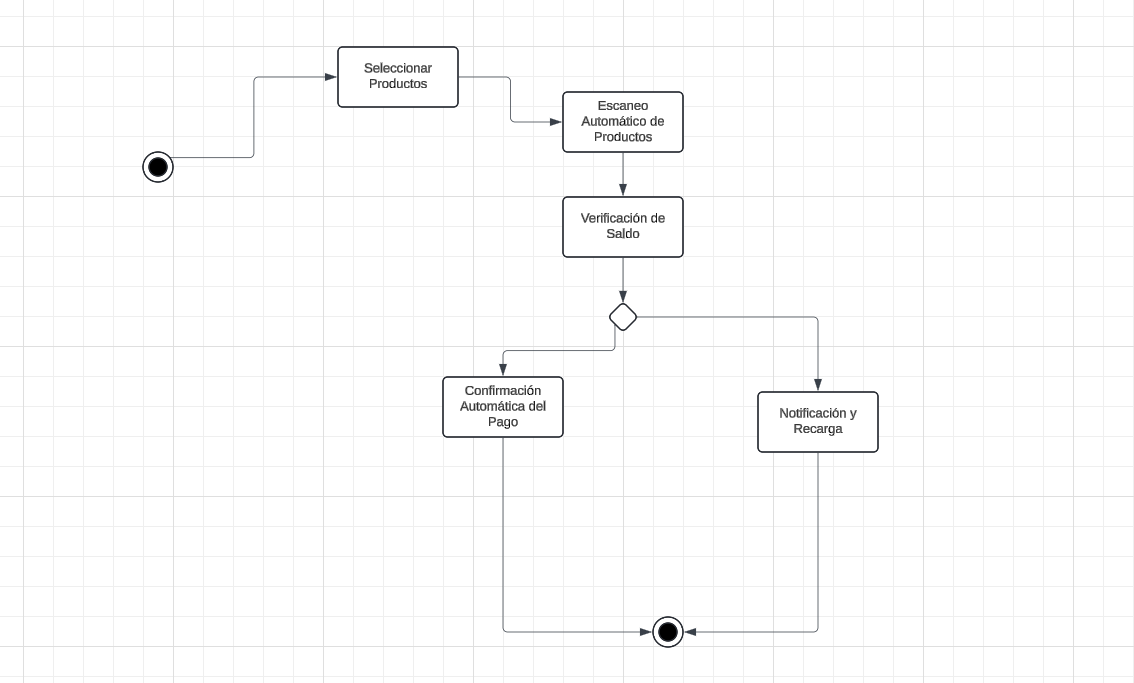 Seleccionar
Productos
Escaneo
Automático de
Productos
Verificación de
Saldo
Confirmación
Automática del
Pago
Notificación y
Recarga